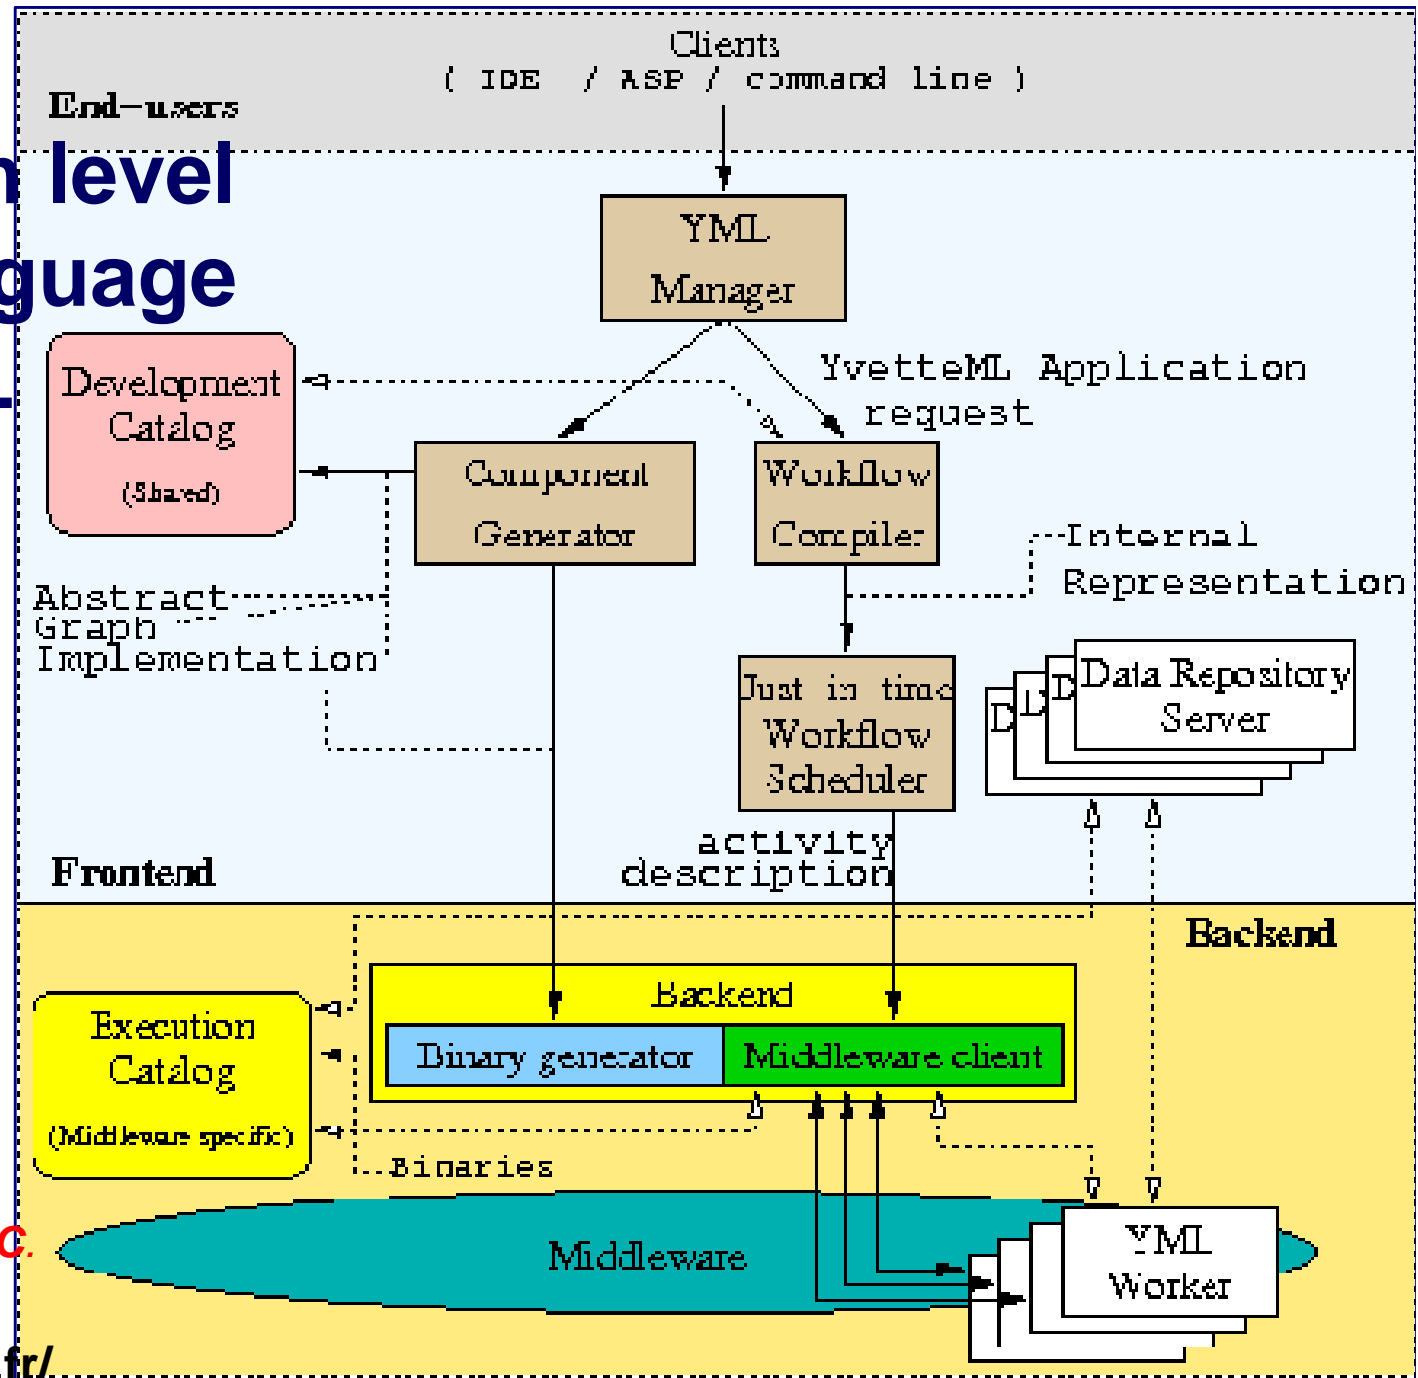 Clients
( IDE / ASP / command line )
End-users
level
guage
YML
Manager
YvetteML Application
request
Development
Catalog
(Shared)
Component
Generator
Workflow
Compiler
Internal
Representation
Abstract
Graph
Implementation
Just in time
Workflow
Scheduler
D
D
D
Data Repository
Server
activity
description
Frontend
Backend
Backend
Execution
Catalog
(Middleware specific)
Binary generator
Middleware client
Binaries
C.
Middleware
YML
Worker
fr/